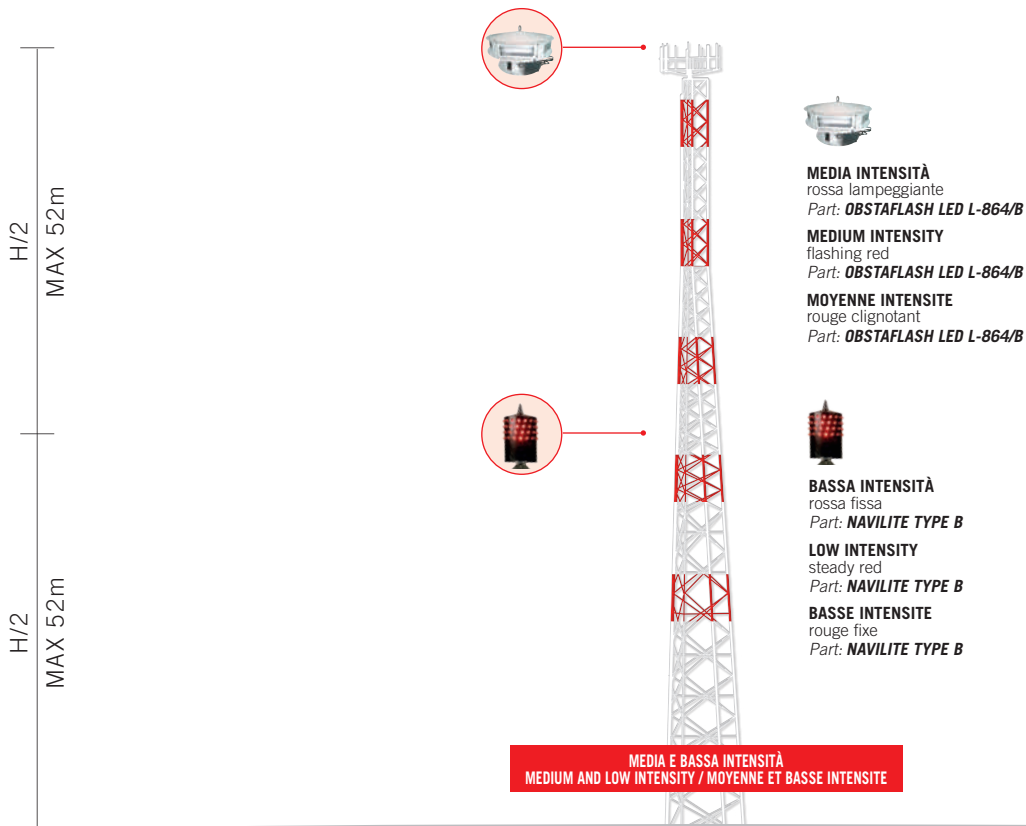 H/2
MAX 52m
H/2
MAX 52m
MEDIA INTENSITÀ
rossa lampeggiante
Part: OBSTAFLASH LED L-864/B
MEDIUM INTENSITY
flashing red
Part: OBSTAFLASH LED L-864/B
MOYENNE INTENSITE
rouge clignotant
Part: OBSTAFLASH LED L-864/B
BASSA INTENSITÀ
rossa fissa
Part: NAVILITE TYPE B
LOW INTENSITY
steady red
Part: NAVILITE TYPE B
BASSE INTENSITE
rouge fixe
Part: NAVILITE TYPE B
MEDIA E BASSA INTENSITÀ
MEDIUM AND LOW INTENSITY / MOYENNE ET BASSE INTENSITE